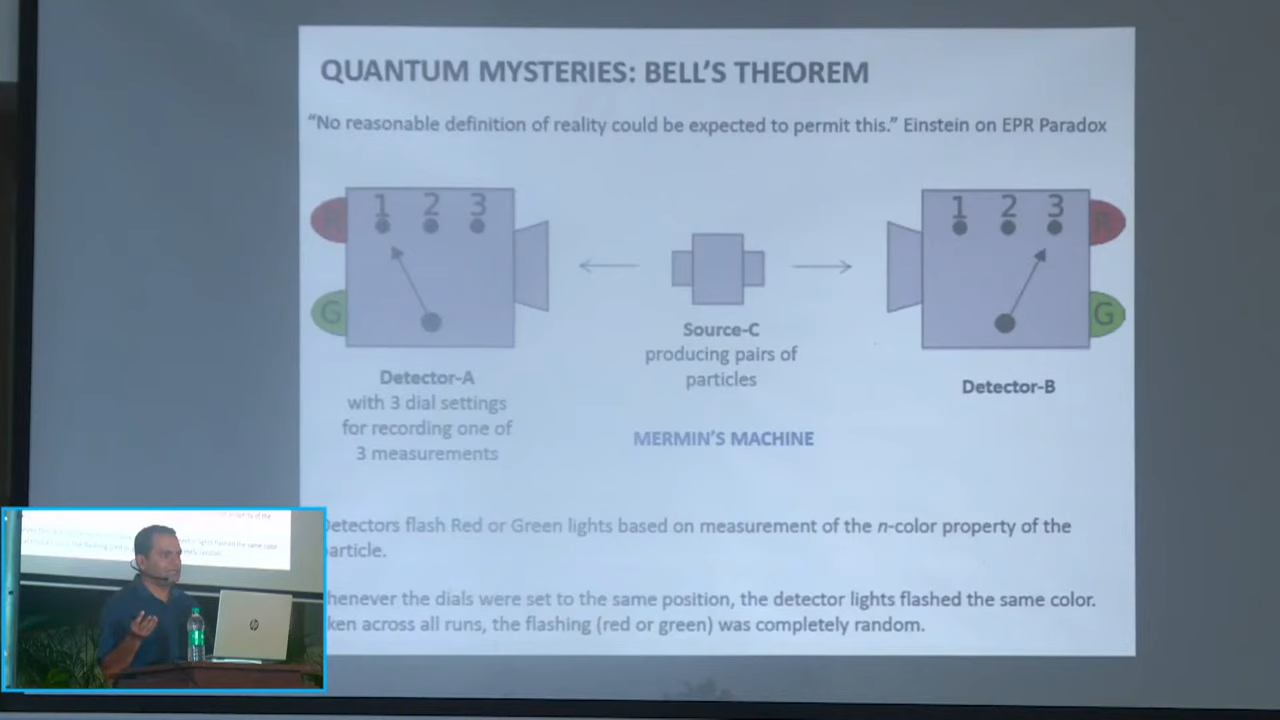 QUANTUM MYSTERIES: BELL'S THEOREM
"No reasonable definition of reality could be expected to permit this." Einstein on EPR Paradox
1 2 3
1 2 3
R
R
G
G
Source-C
producing pairs of
particles
Detector-A
with 3 dial settings
for recording one of
3 measurements
Detector-B
MERMIN'S MACHINE
etectors flash Red or Green lights based on measurement of the n-color property of the
article.
henever the dials were set to the same position, the detector lights flashed the same color.
ken across all runs, the flashing (red or green) was completely random.
hp